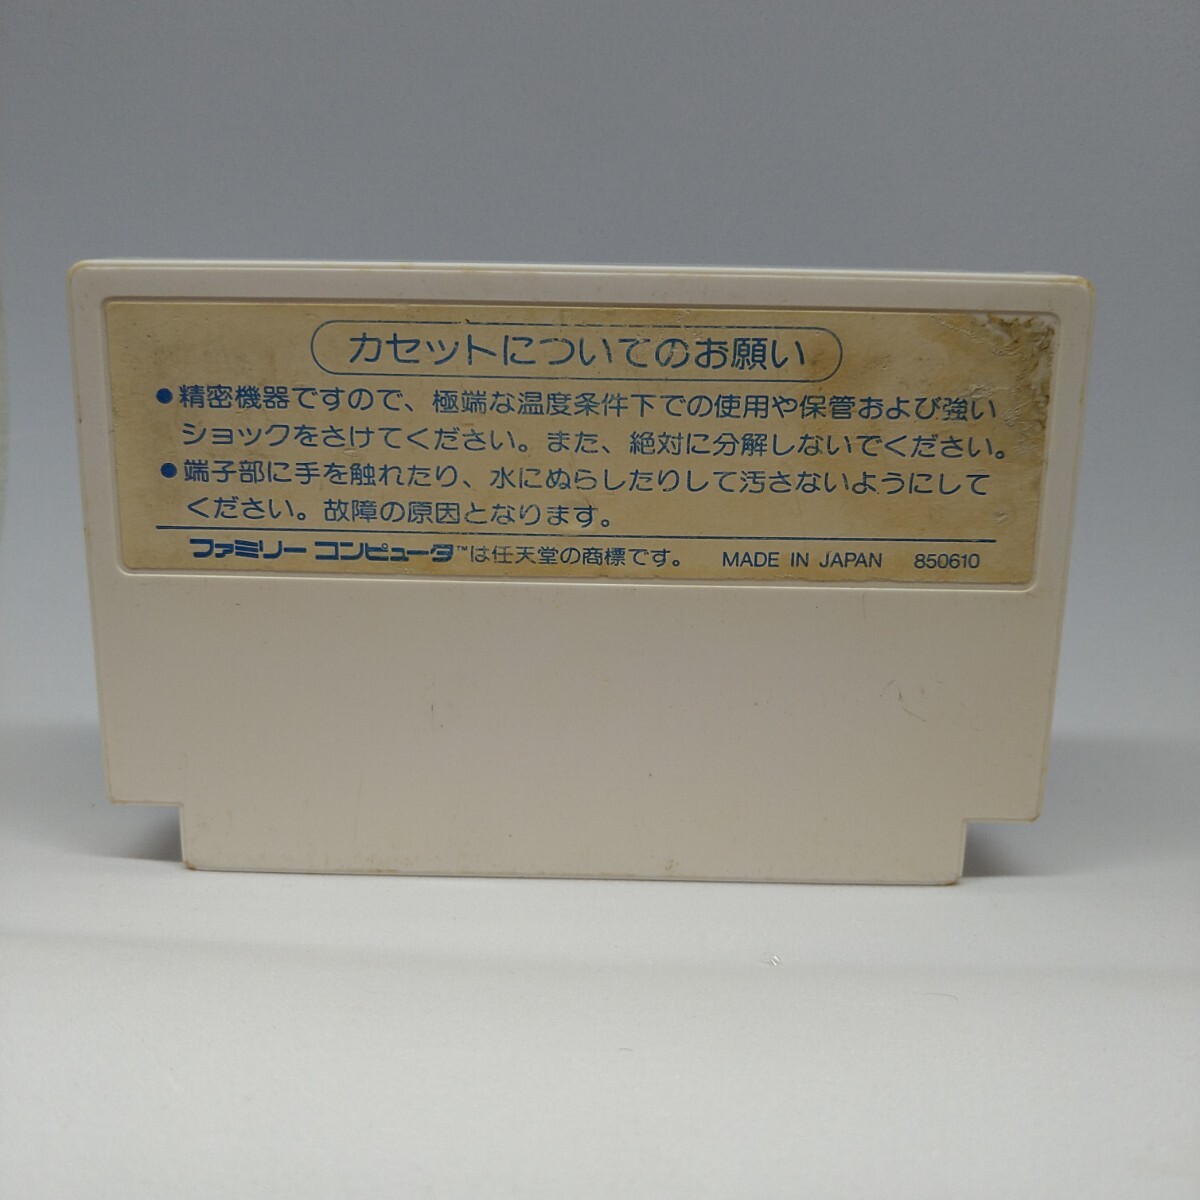 カセットについてのお願い
●精密機器ですので、極端な温度条件下での使用や保管および強い
ショックをさけてください。また、絶対に分解しないでください。
●端子部に手を触れたり、水にぬらしたりして汚さないようにして
ください。故障の原因となります。
ファミリーコンピュータ™は任天堂の商標です。 MADE IN JAPAN 850610